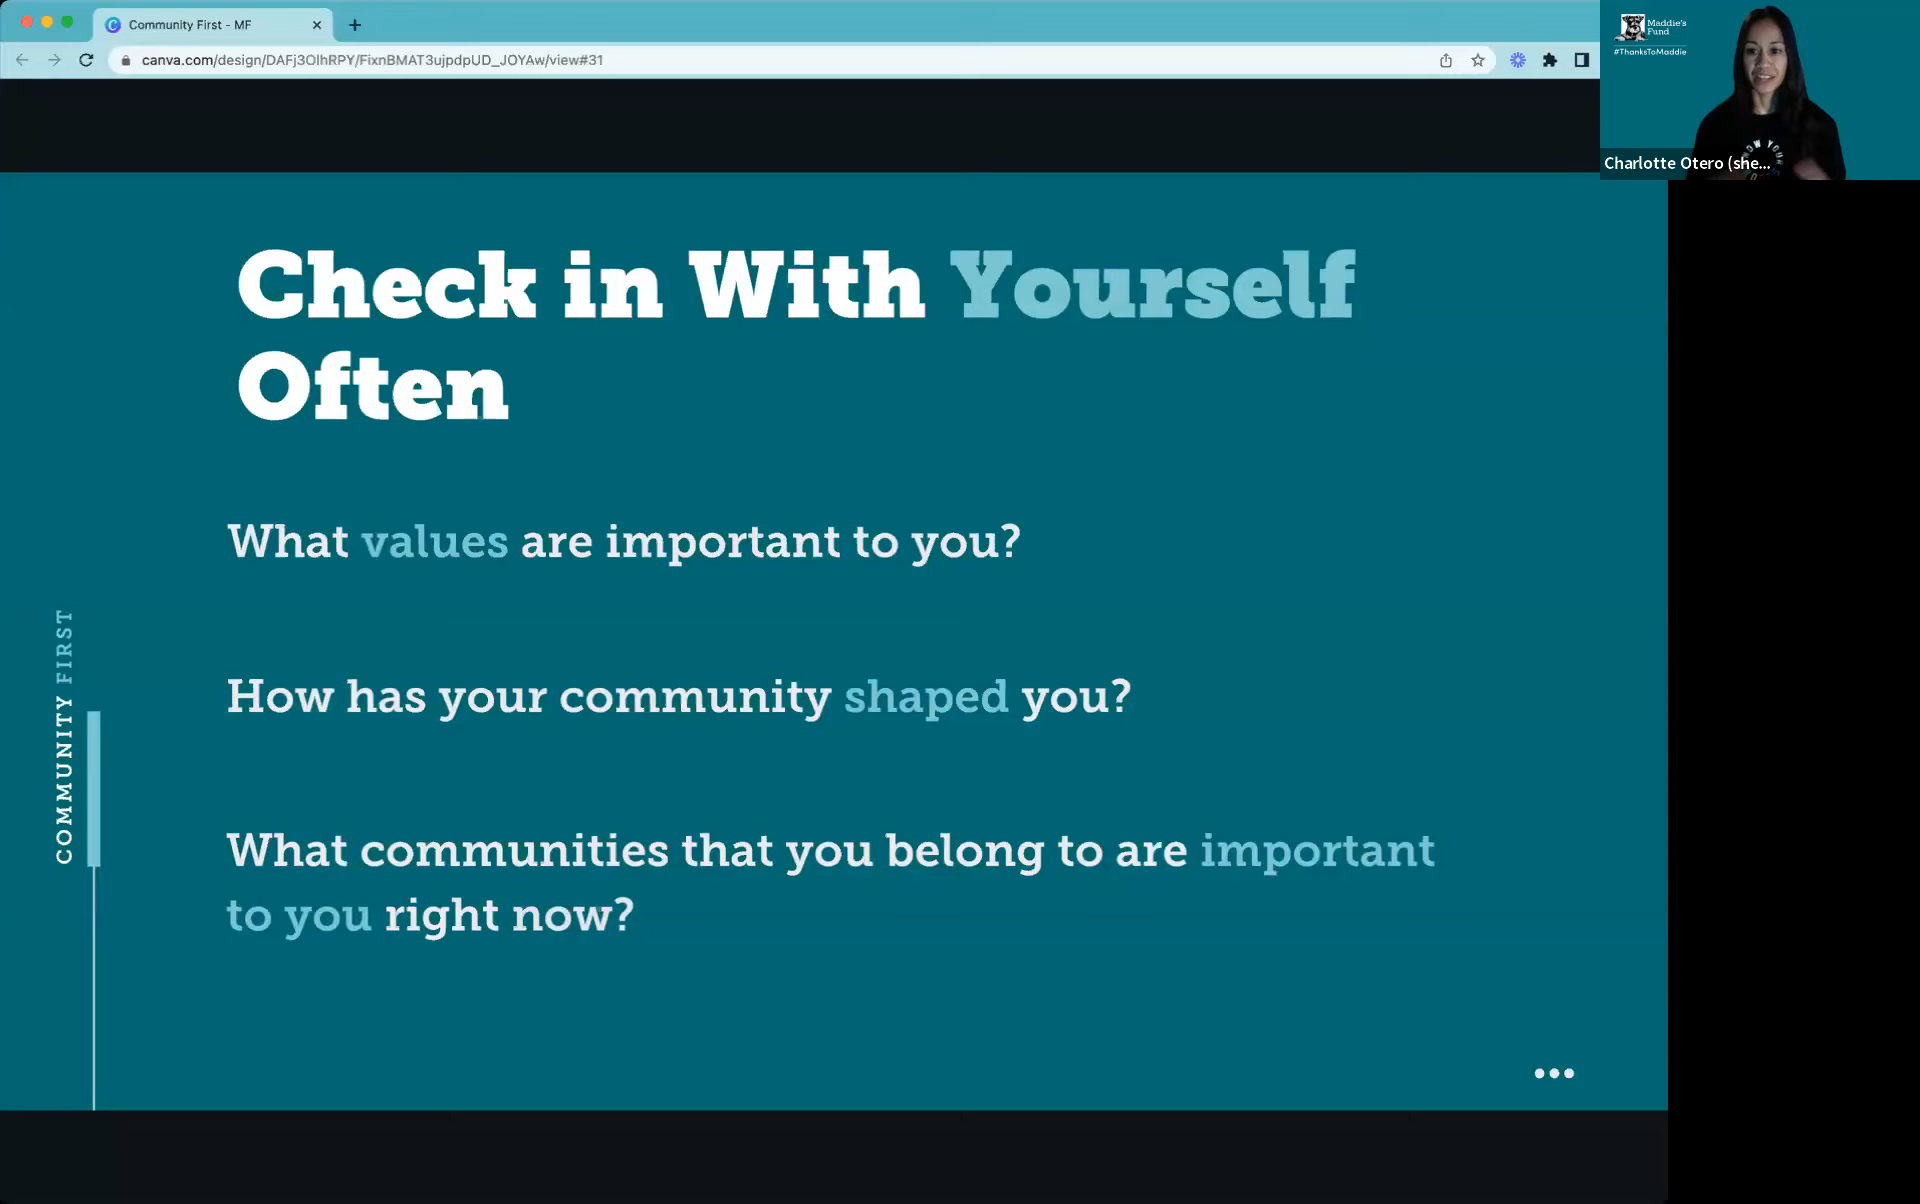 Community First - MF
canva.com/design/DAFj3OlhRPY/FixnBMAT3ujpdpUD_JOYAw/view#31
Maddie's
Fund
#ThanksToMaddie
Charlotte Otero (she...
Check in With Yourself
Often
What values are important to you?
How has your community shaped you?
What communities that you belong to are important
to you right now?
COMMUNITY FIRST